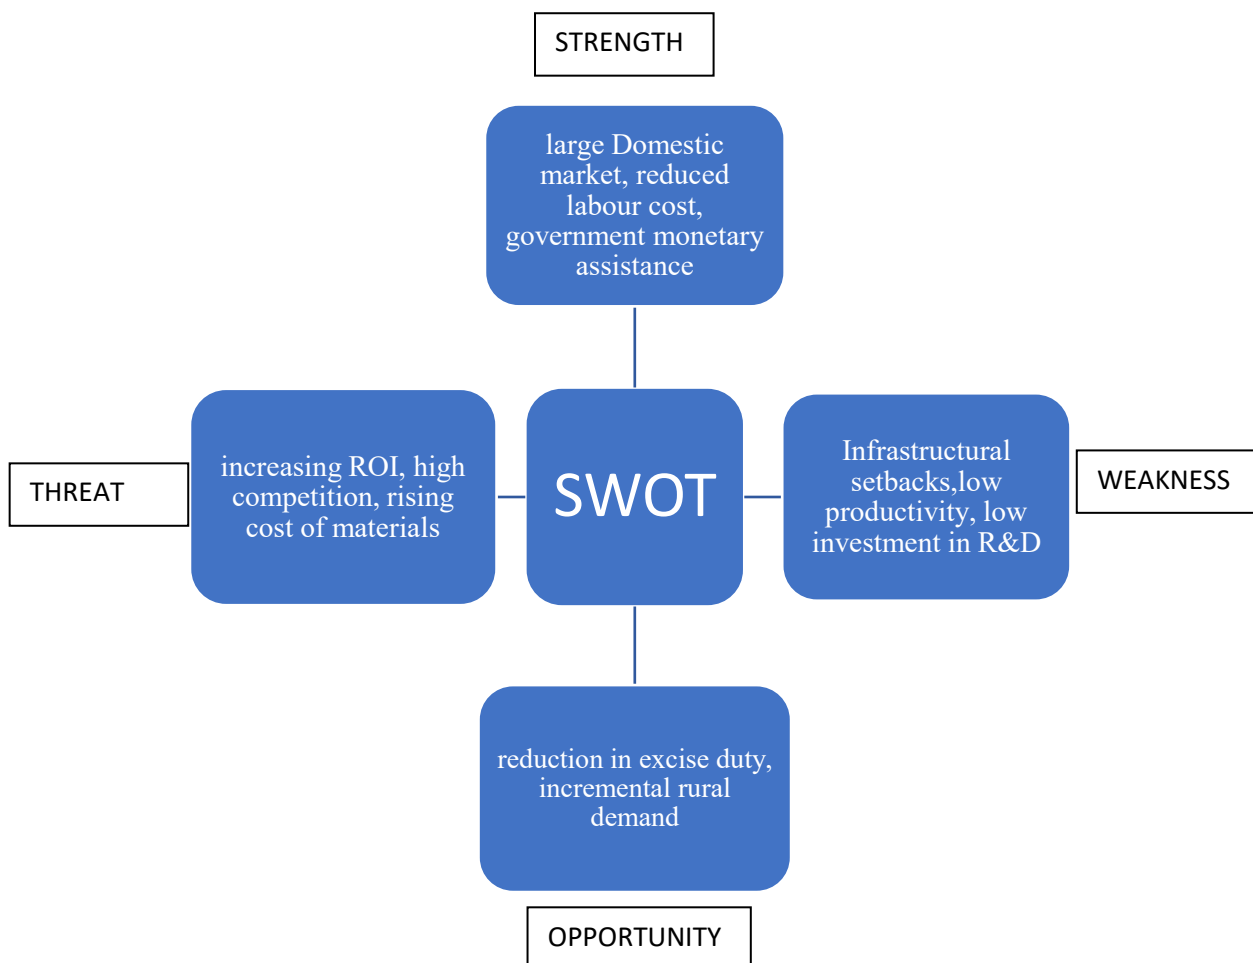 STRENGTH
large Domestic
market, reduced
labour cost,
government monetary
assistance
THREAT
increasing ROI, high
competition, rising
cost of materials
SWOT
Infrastructural
setbacks,low
productivity, low
investment in R&D
WEAKNESS
reduction in excise duty,
incremental rural
demand
OPPORTUNITY